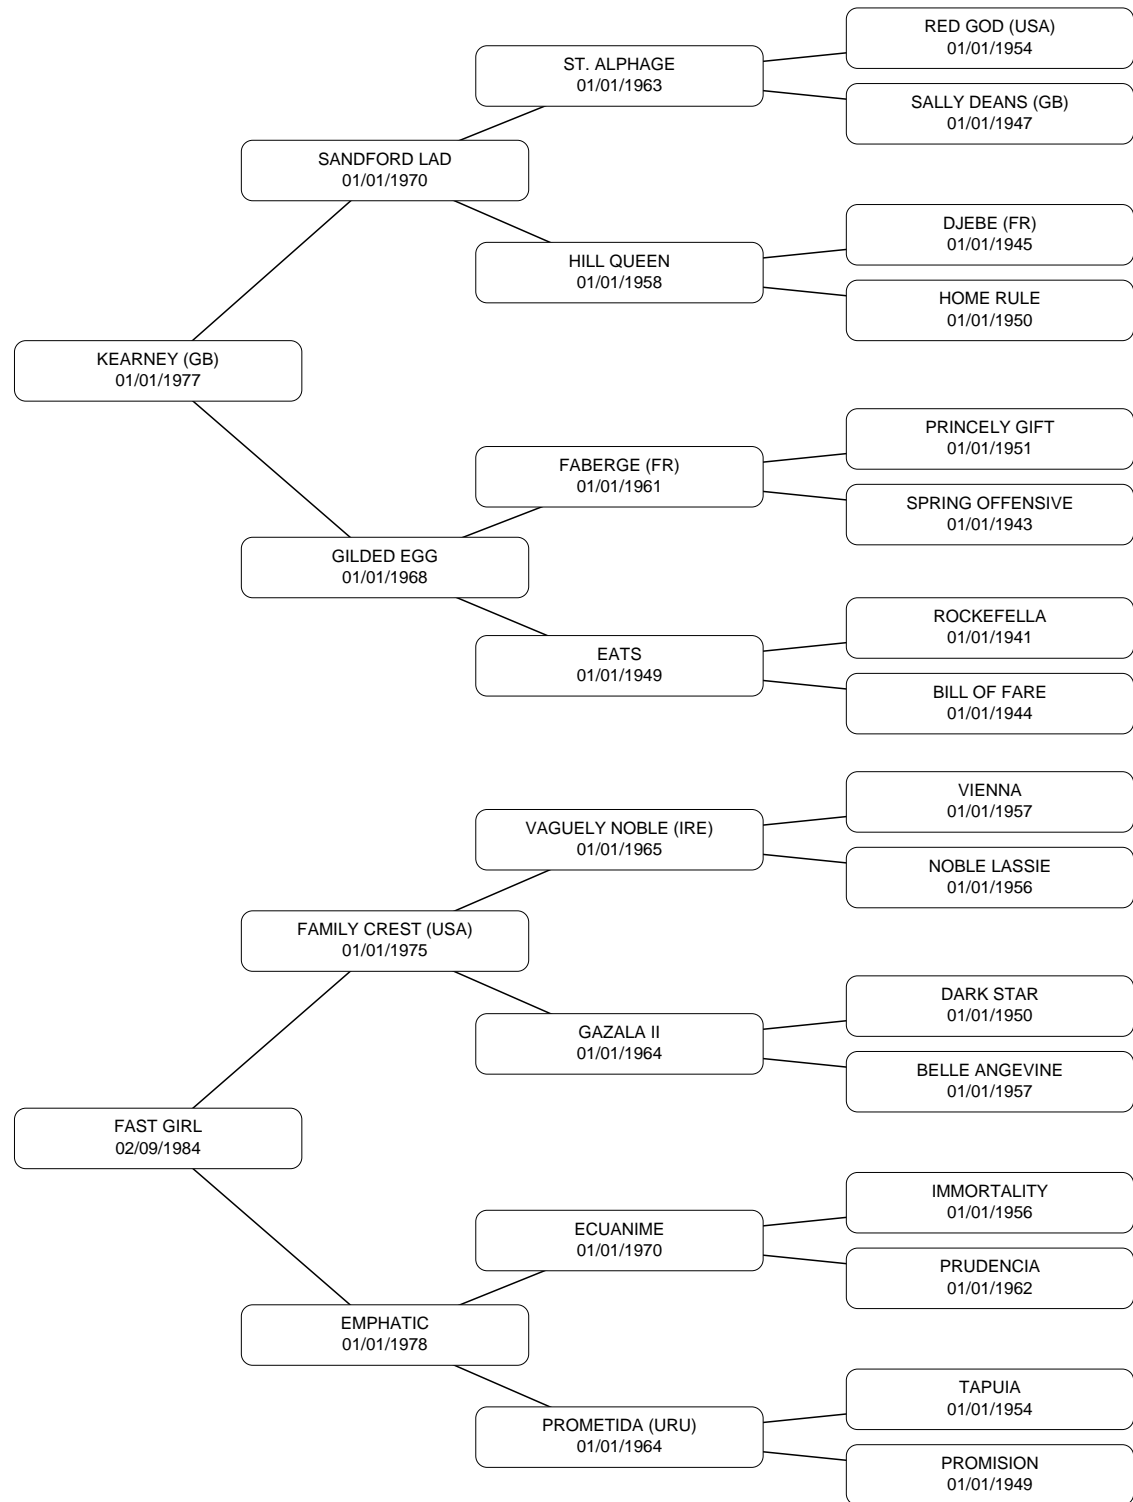 RED GOD (USA)
01/01/1954
ST. ALPHAGE
01/01/1963
SALLY DEANS (GB)
01/01/1947
SANDFORD LAD
01/01/1970
DJEBE (FR)
01/01/1945
HILL QUEEN
01/01/1958
HOME RULE
01/01/1950
KEARNEY (GB)
01/01/1977
PRINCELY GIFT
01/01/1951
FABERGE (FR)
01/01/1961
SPRING OFFENSIVE
01/01/1943
GILDED EGG
01/01/1968
ROCKEFELLA
01/01/1941
EATS
01/01/1949
BILL OF FARE
01/01/1944
VIENNA
01/01/1957
VAGUELY NOBLE (IRE)
01/01/1965
NOBLE LASSIE
01/01/1956
FAMILY CREST (USA)
01/01/1975
DARK STAR
01/01/1950
GAZALA II
01/01/1964
BELLE ANGEVINE
01/01/1957
FAST GIRL
02/09/1984
IMMORTALITY
01/01/1956
ECUANIME
01/01/1970
PRUDENCIA
01/01/1962
EMPHATIC
01/01/1978
TAPUIA
01/01/1954
PROMETIDA (URU)
01/01/1964
PROMISION
01/01/1949